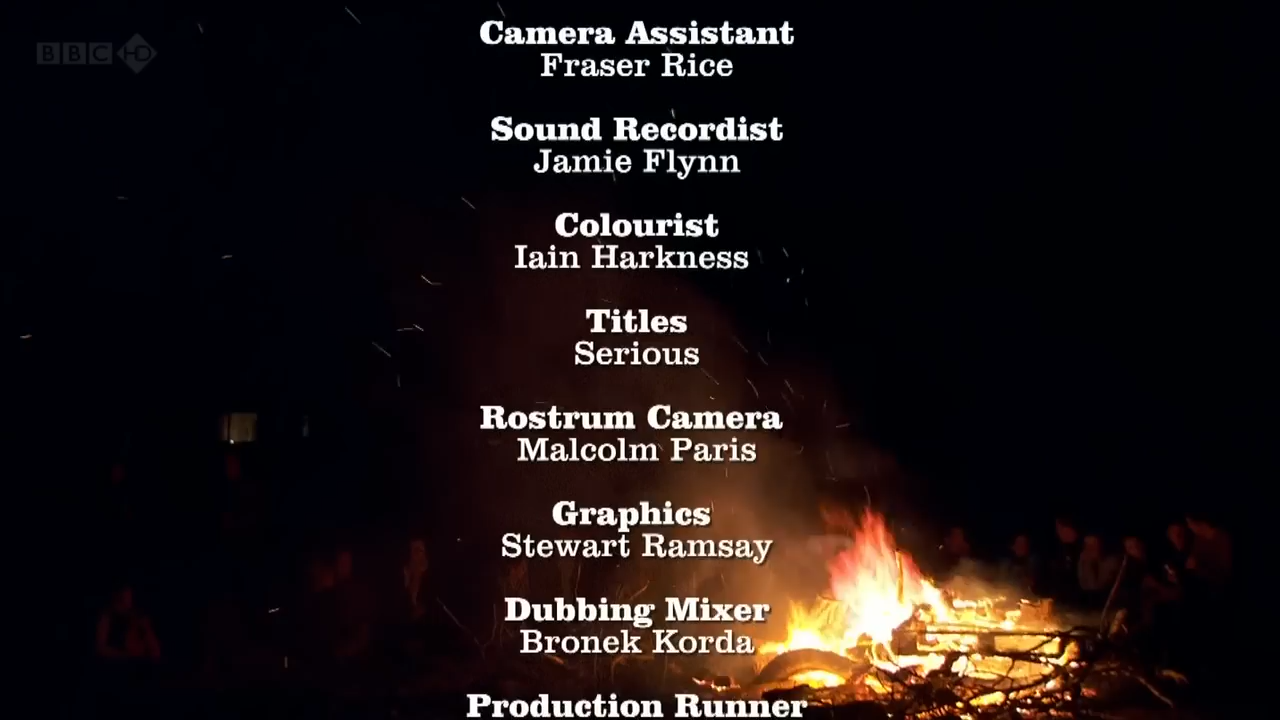 BBC HD
Camera Assistant
Fraser Rice
Sound Recordist
Jamie Flynn
Colourist
Iain Harkness
Titles
Serious
Rostrum Camera
Malcolm Paris
Graphics
Stewart Ramsay
Dubbing Mixer
Bronek Korda
Production Runner